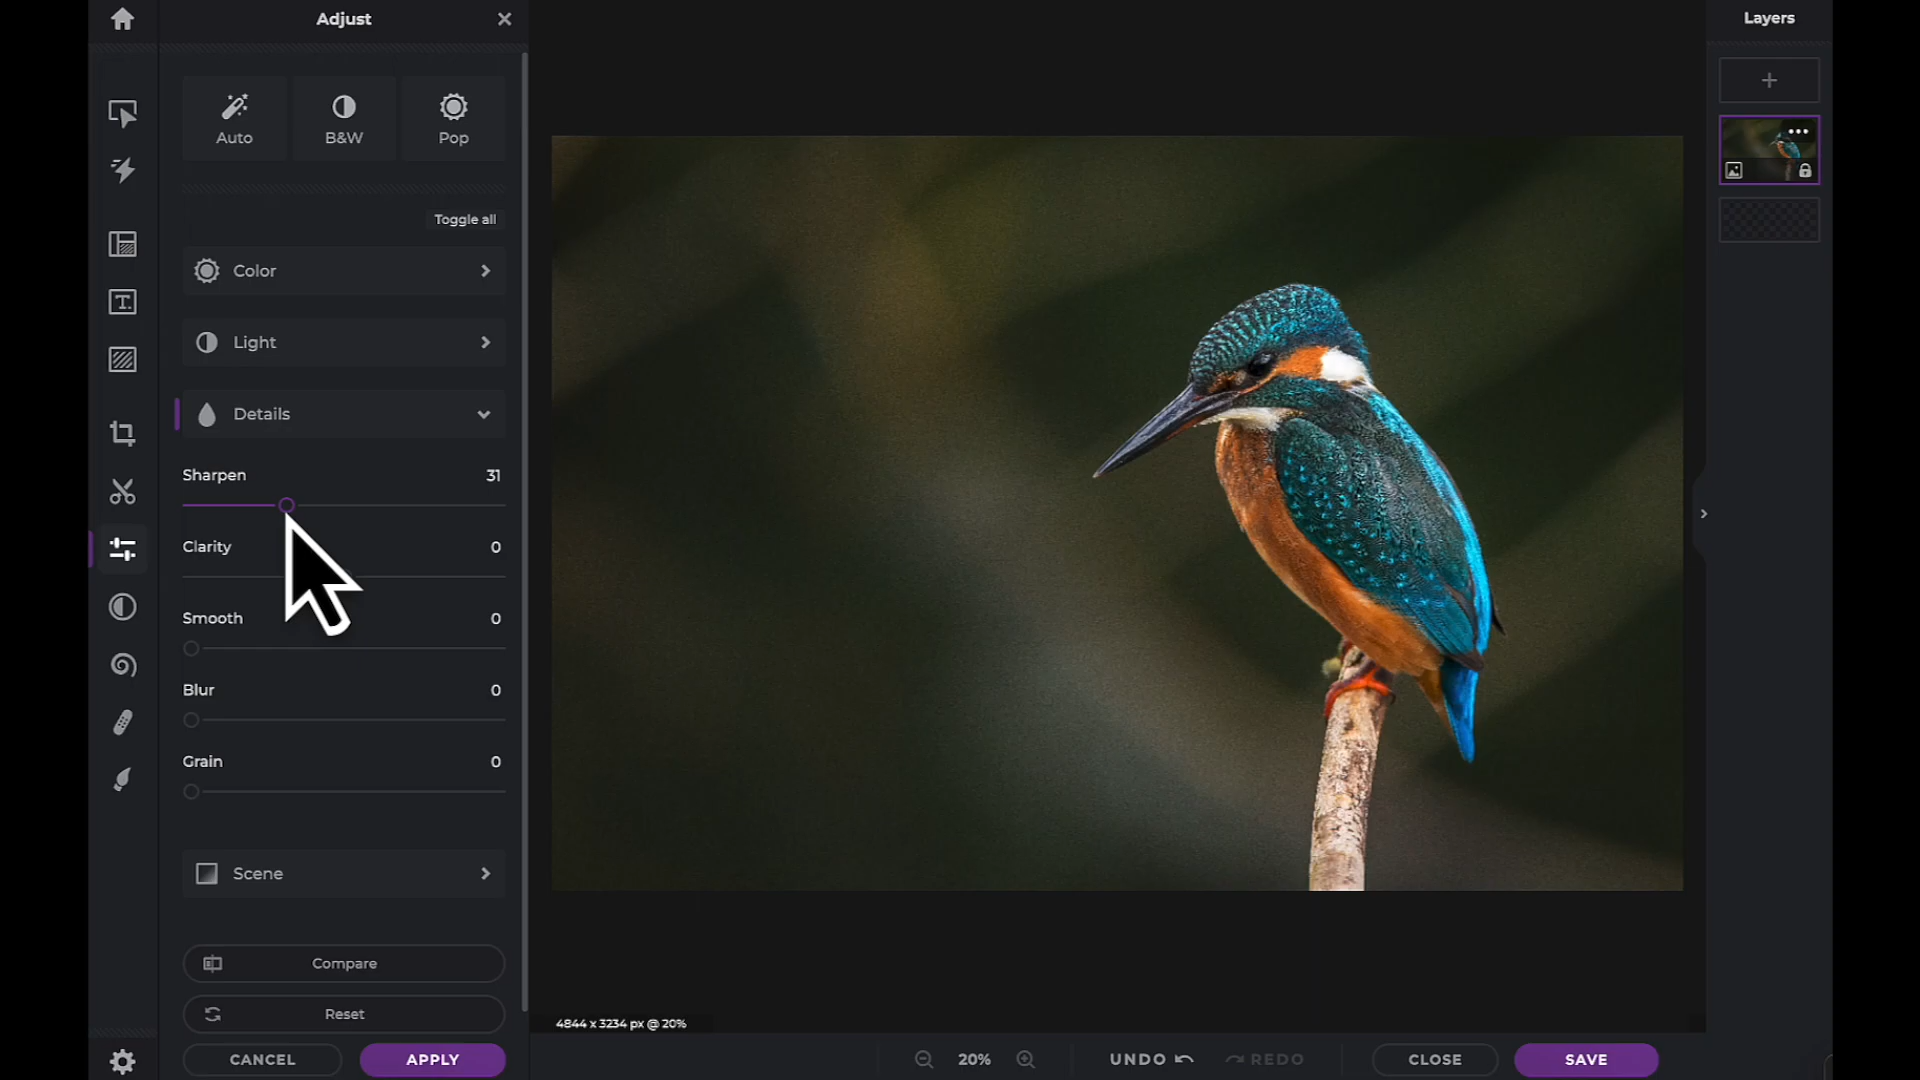 Adjust
Auto
B&W
Pop
Toggle all
Color
Light
Details
Sharpen 31
Clarity 0
Smooth 0
Blur 0
Grain 0
Scene
Compare
Reset
CANCEL
APPLY
4844 x 3234 px @ 20%
20%
UNDO
REDO
CLOSE
SAVE
Layers